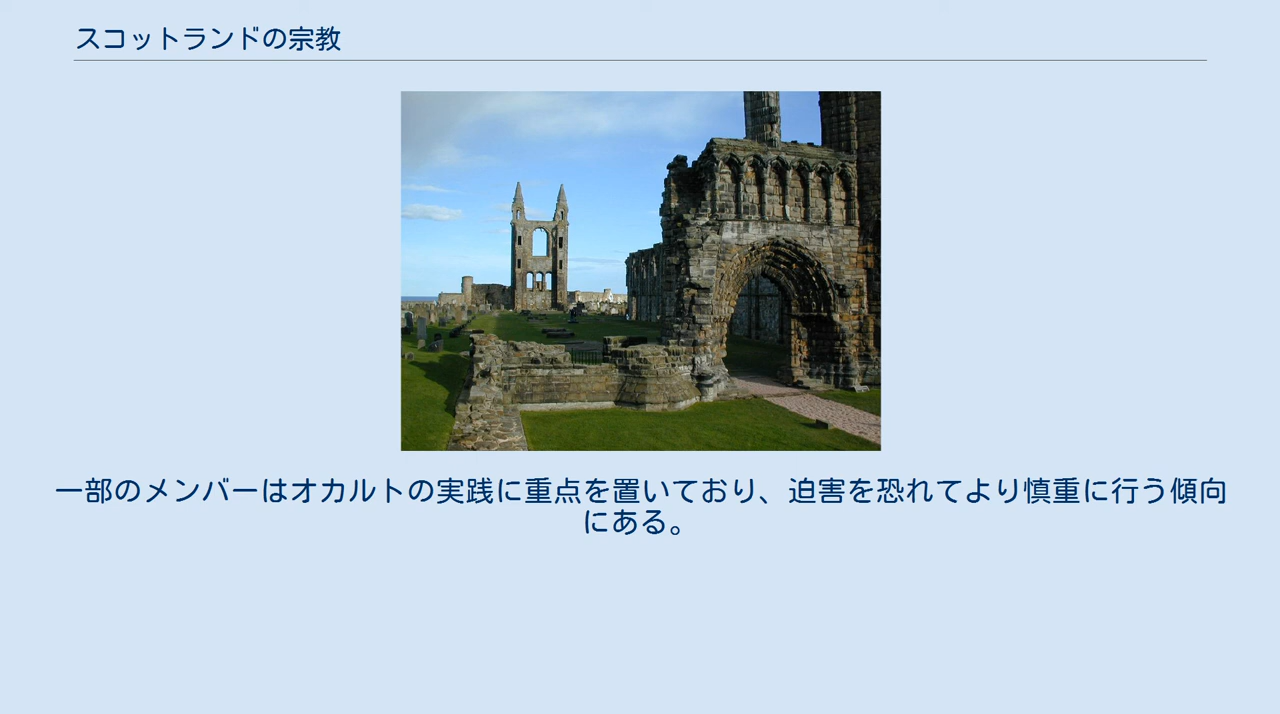 スコットランドの宗教
一部のメンバーはオカルトの実践に重点を置いており、迫害を恐れてより慎重に行う傾向
にある。